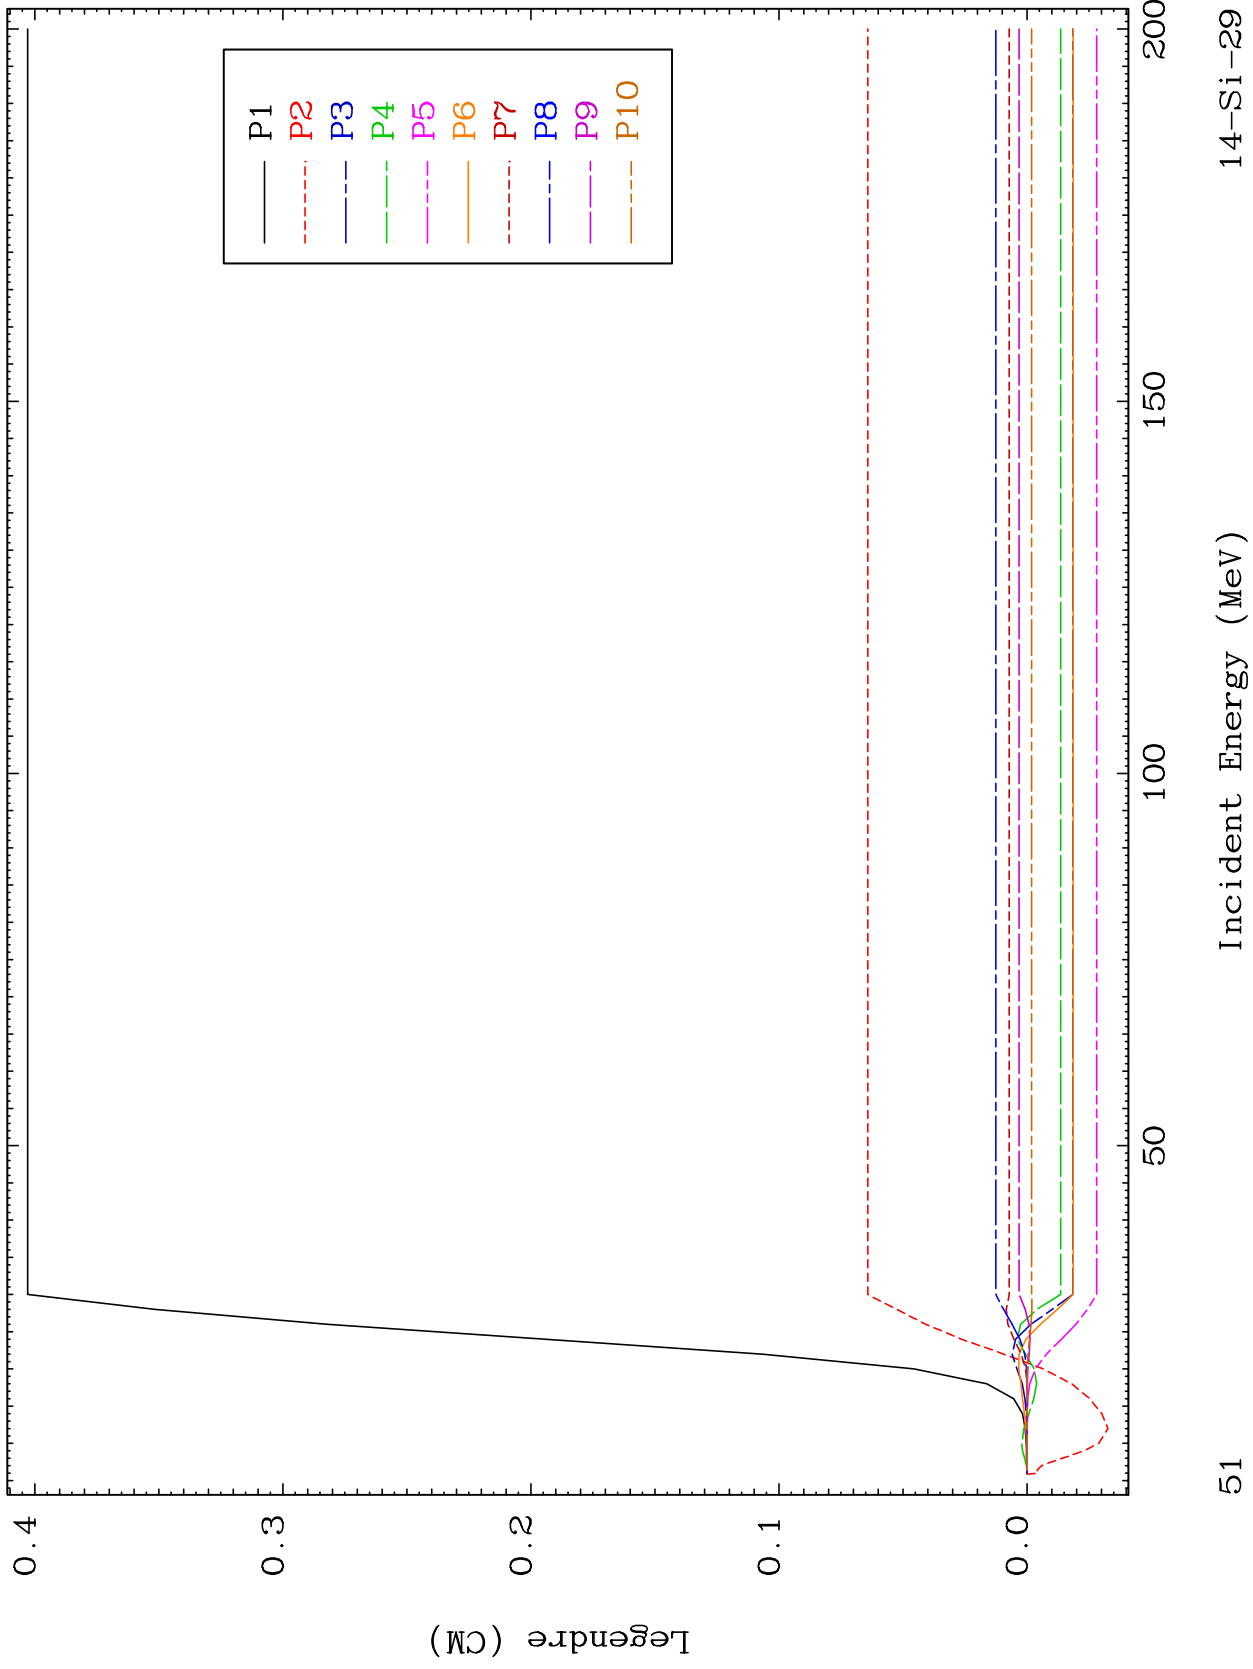 Legendre (CM)
0.4
0.3
0.2
0.1
0.0
P1
P2
P3
P4
P5
P6
P7
P8
P9
P10
50
100
150
200
Incident Energy (MeV)
51
14-Si-29